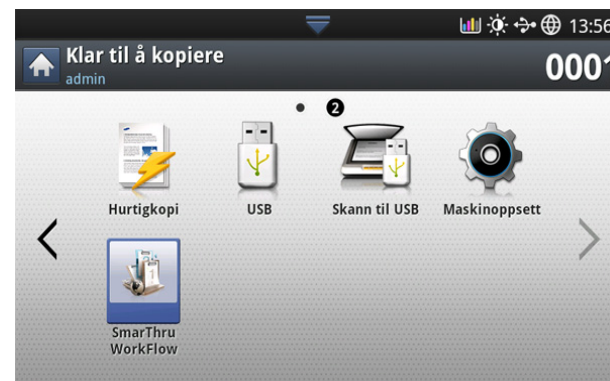 13:56
Klar til å kopiere
admin
0001
2
Hurtigkopi
USB
Skann til USB
Maskinoppsett
SmarThru
WorkFlow